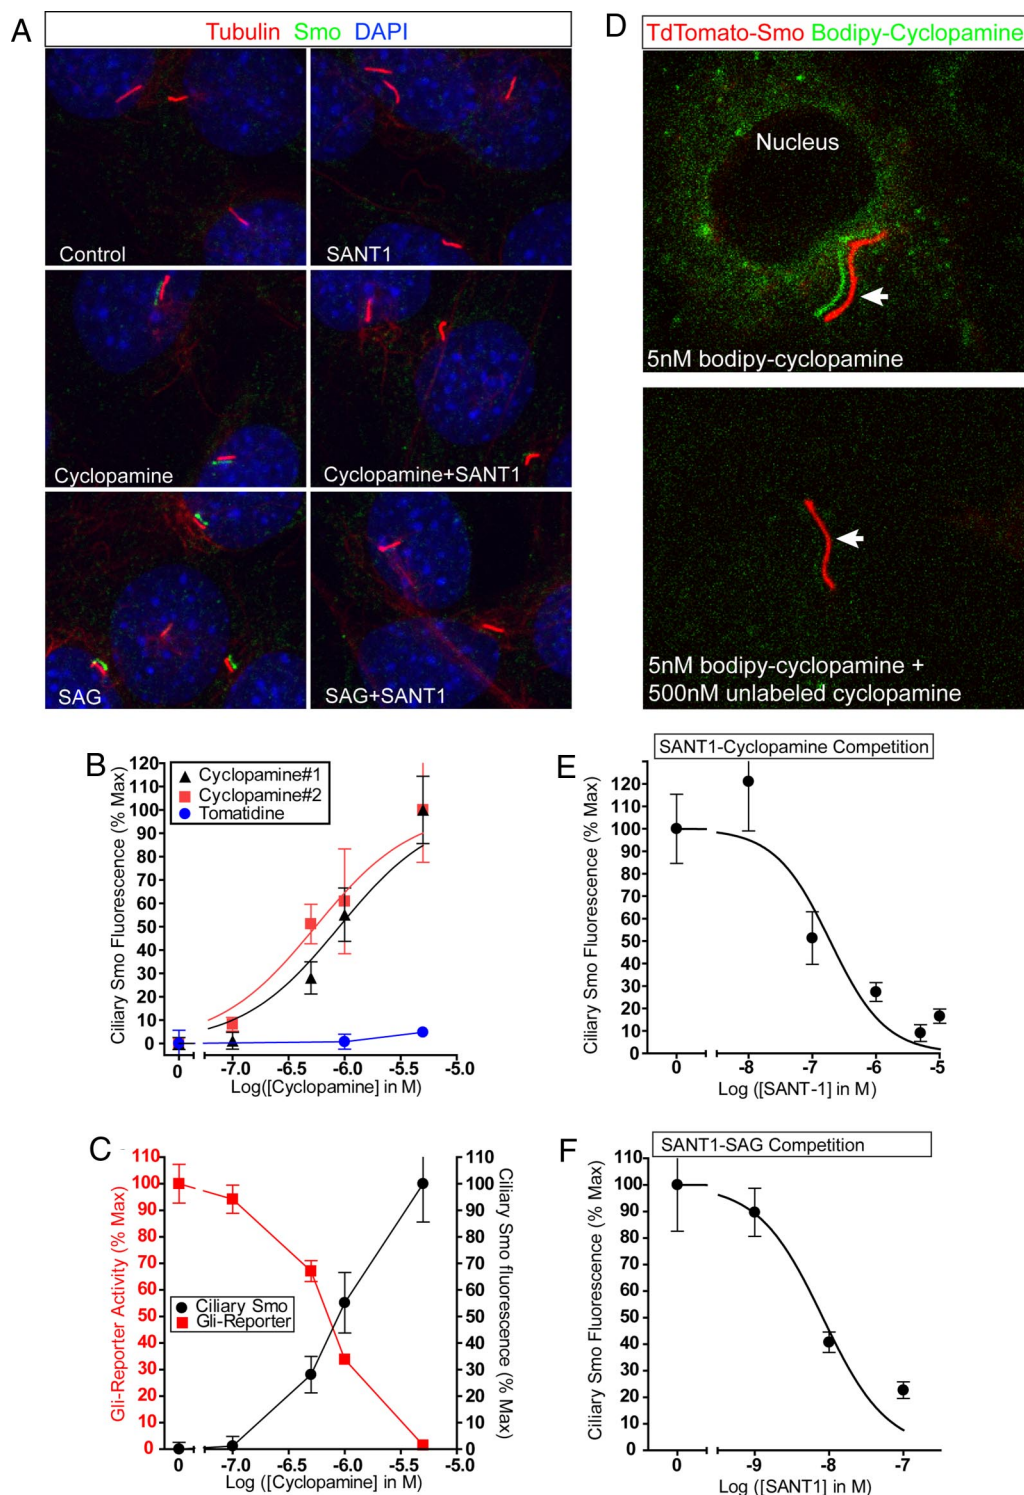 A
Tubulin Smo DAPI
Control
SANT1
Cyclopamine
Cyclopamine+SANT1
SAG
SAG+SANT1
D
TdTomato-Smo Bodipy-Cyclopamine
Nucleus
5nM bodipy-cyclopamine
5nM bodipy-cyclopamine +
500nM unlabeled cyclopamine
B
Ciliary Smo Fluorescence (% Max)
120
110
100
90
80
70
60
50
40
30
20
10
0
Cyclopamine#1
Cyclopamine#2
Tomatidine
0 -7.0 -6.5 -6.0 -5.5 -5.0
Log([Cyclopamine] in M)
E
SANT1-Cyclopamine Competition
Ciliary Smo Fluorescence (% Max)
120
110
100
90
80
70
60
50
40
30
20
10
0
0 -8 -7 -6 -5
Log ([SANT-1] in M)
C
Gli-Reporter Activity (% Max)
110
100
90
80
70
60
50
40
30
20
10
0
Ciliary Smo
Gli-Reporter
110
100
90
80
70
60
50
40
30
20
10
0
Ciliary Smo fluorescence (% Max)
0 -7.0 -6.5 -6.0 -5.5 -5.0
Log ([Cyclopamine] in M)
F
SANT1-SAG Competition
Ciliary Smo Fluorescence (% Max)
110
100
90
80
70
60
50
40
30
20
10
0
0 -9 -8 -7
Log ([SANT1] in M)